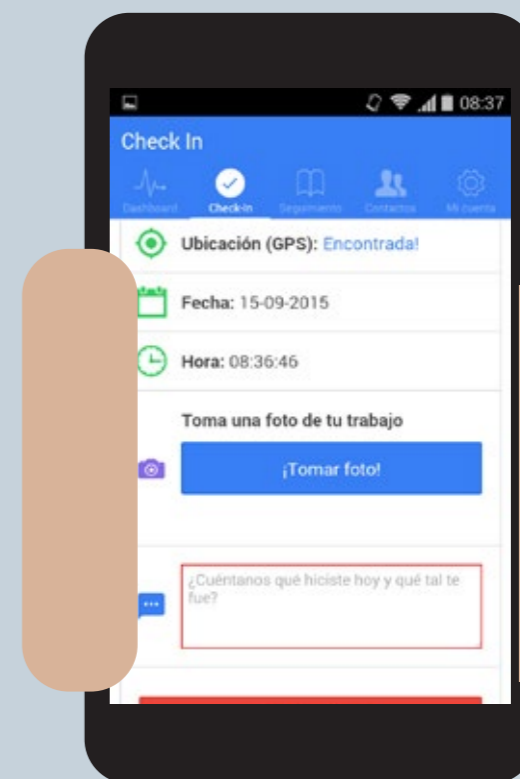 08:37
Check In
Dashboard Check-In Seguimiento Contactos Mi cuenta
Ubicación (GPS): Encontrada!
Fecha: 15-09-2015
Hora: 08:36:46
Toma una foto de tu trabajo
¡Tomar foto!
¿Cuéntanos qué hiciste hoy y qué tal te
fue?